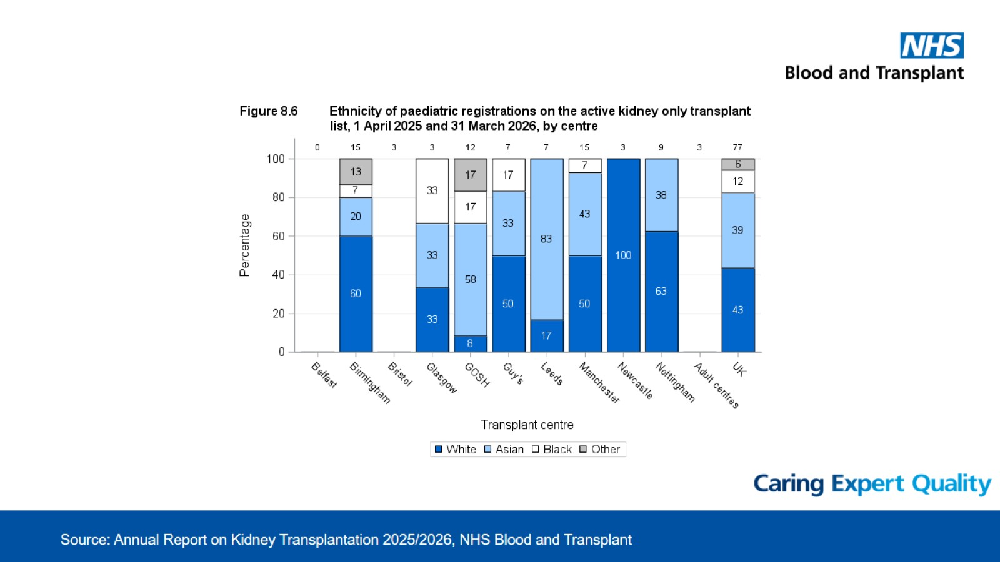 NHS
Blood and Transplant
Figure 8.6 Ethnicity of paediatric registrations on the active kidney only transplant
list, 1 April 2025 and 31 March 2026, by centre
0 15 3 3 12 7 7 15 3 9 3 77
100
80
60
40
20
0
Percentage
13
7
20
60
33
33
33
17
17
58
8
17
33
50
83
17
7
43
50
100
38
63
6
12
39
43
Belfast
Birmingham
Bristol
Glasgow
GOSH
Guy's
Leeds
Manchester
Newcastle
Nottingham
Adult centres
UK
Transplant centre
White Asian Black Other
Caring Expert Quality
Source: Annual Report on Kidney Transplantation 2025/2026, NHS Blood and Transplant